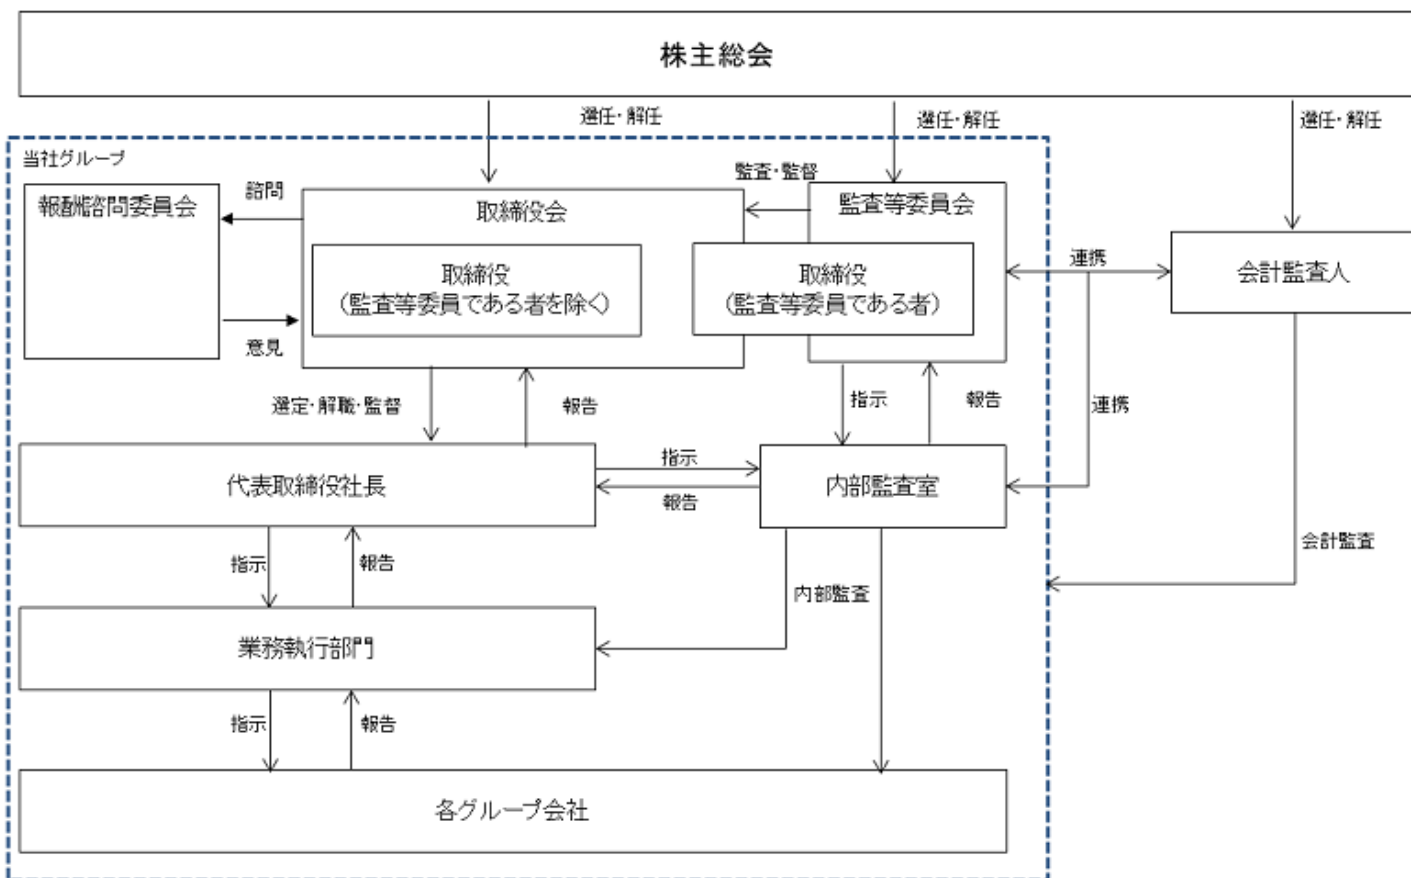 株主総会
選任・解任
選任・解任
選任・解任
当社グループ
報酬諮問委員会
諮問
意見
取締役会
取締役
(監査等委員である者を除く)
監査・監督
監査等委員会
取締役
(監査等委員である者)
連携
会計監査人
選定・解職・監督
報告
指示
報告
連携
代表取締役社長
指示
報告
内部監査室
会計監査
指示
報告
内部監査
業務執行部門
指示
報告
各グループ会社